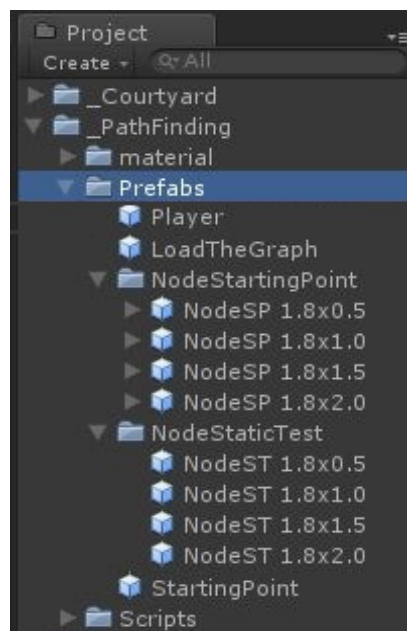 Project
Create All
_Courtyard
_PathFinding
material
Prefabs
Player
LoadTheGraph
NodeStartingPoint
NodeSP 1.8x0.5
NodeSP 1.8x1.0
NodeSP 1.8x1.5
NodeSP 1.8x2.0
NodeStaticTest
NodeST 1.8x0.5
NodeST 1.8x1.0
NodeST 1.8x1.5
NodeST 1.8x2.0
StartingPoint
Scripts